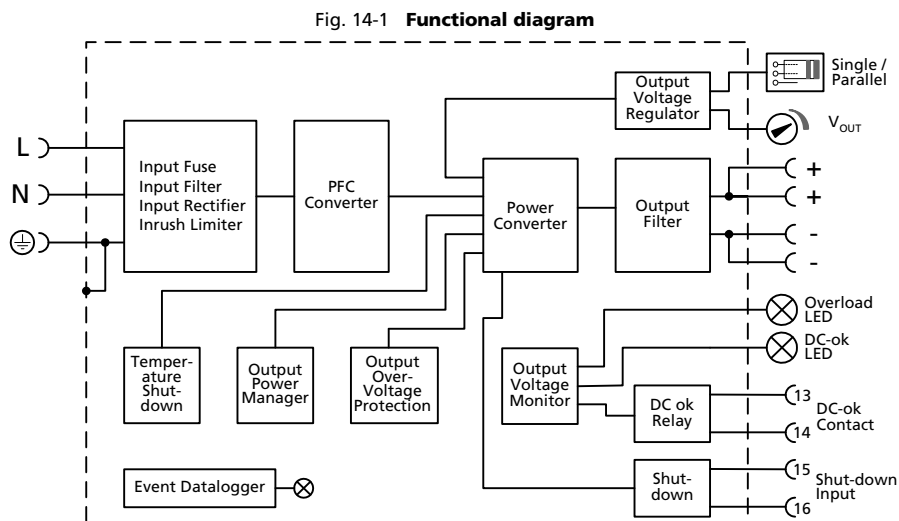 Fig. 14-1 Functional diagram
Single /
Parallel
Output
Voltage
Regulator
VOUT
L
N
Input Fuse
Input Filter
Input Rectifier
Inrush Limiter
PFC
Converter
Power
Converter
Output
Filter
+
+
-
-
Overload
LED
DC-ok
LED
Temper-
ature
Shut-
down
Output
Power
Manager
Output
Over-
Voltage
Protection
Output
Voltage
Monitor
DC ok
Relay
13
14
DC-ok
Contact
Event Datalogger
Shut-
down
15
16
Shut-down
Input